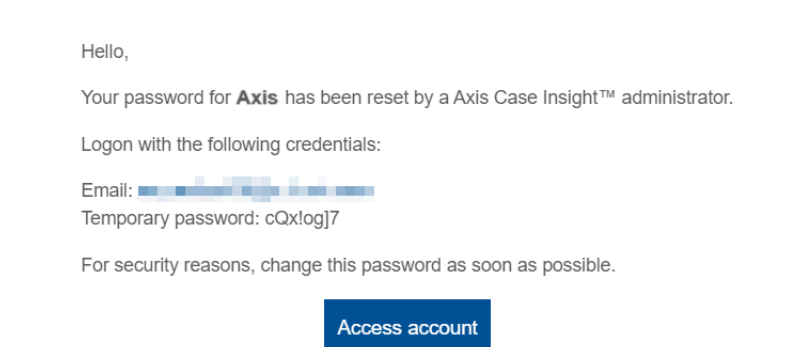 Hello,
Your password for Axis has been reset by a Axis Case Insight™ administrator.
Logon with the following credentials:
Email:
Temporary password: cQx!og]7
For security reasons, change this password as soon as possible.
Access account